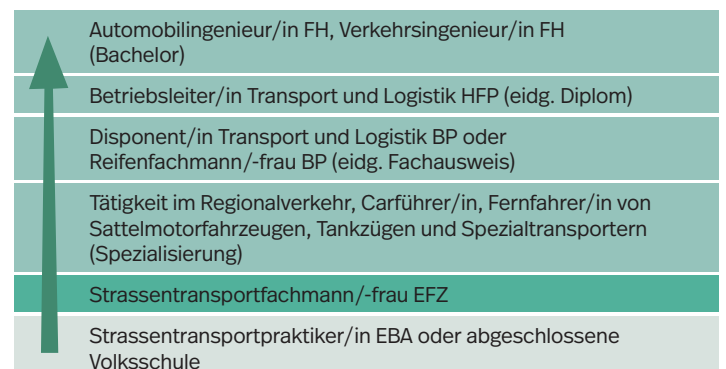 Automobilingenieur/in FH, Verkehrsingenieur/in FH
(Bachelor)
Betriebsleiter/in Transport und Logistik HFP (eidg. Diplom)
Disponent/in Transport und Logistik BP oder
Reifenfachmann/-frau BP (eidg. Fachausweis)
Tätigkeit im Regionalverkehr, Carführer/in, Fernfahrer/in von
Sattelmotorfahrzeugen, Tankzügen und Spezialtransportern
(Spezialisierung)
Strassentransportfachmann/-frau EFZ
Strassentransportpraktiker/in EBA oder abgeschlossene
Volksschule